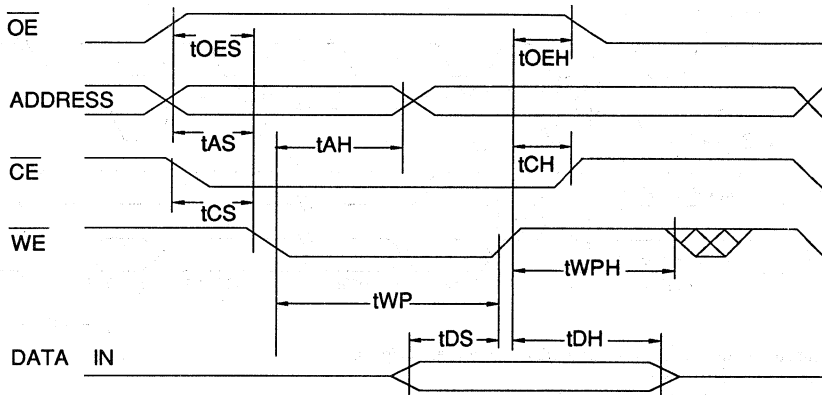 OE
tOES
tOEH
ADDRESS
tAS
tAH
tCH
CE
tCS
WE
tWPH
tWP
tDS
tDH
DATA IN